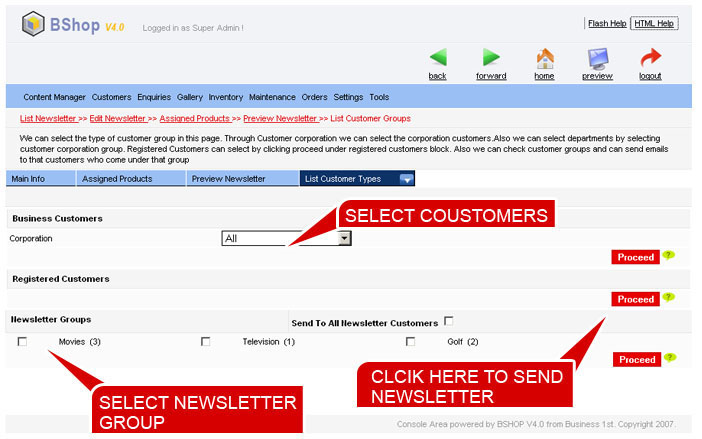 BShop V4.0
Logged in as Super Admin !
Flash Help HTML Help
back forward home preview logout
Content Manager Customers Enquiries Gallery Inventory Maintenance Orders Settings Tools
List Newsletter >> Edit Newsletter >> Assigned Products >> Preview Newsletter >> List Customer Groups
We can select the type of customer group in this page. Through Customer corporation we can select the corporation customers.Also we can select departments by selecting
customer corporation group. Registered Customers can select by clicking proceed under registered customers block. Also we can check customer groups and can send emails
to that customers who come under that group
Main Info Assigned Products Preview Newsletter List Customer Types
SELECT COUSTOMERS
Business Customers
Corporation All
Proceed ?
Registered Customers
Proceed ?
Newsletter Groups Send To All Newsletter Customers
Movies (3) Television (1) Golf (2)
Proceed ?
CLCIK HERE TO SEND
NEWSLETTER
SELECT NEWSLETTER
GROUP
Console Area powered by BSHOP V4.0 from Business 1st. Copyright 2007.